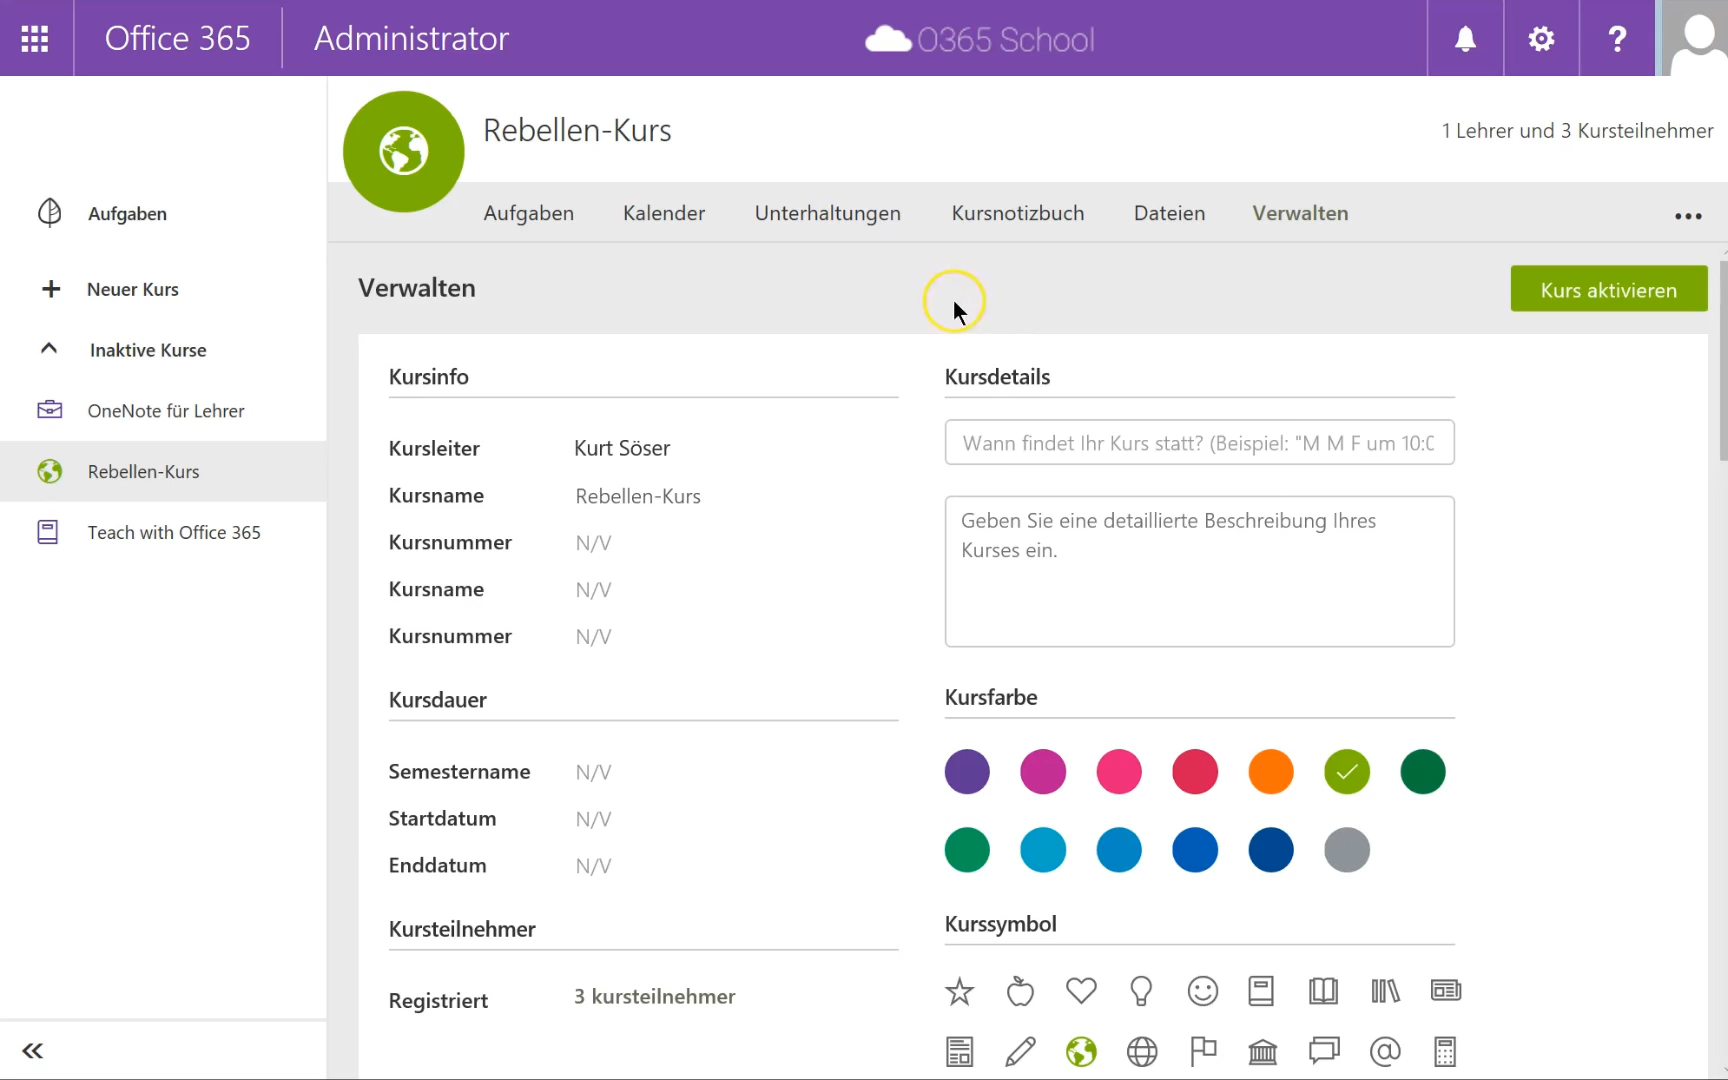 Office 365
Administrator
O365 School
?
Rebellen-Kurs
1 Lehrer und 3 Kursteilnehmer
Aufgaben
Kalender
Unterhaltungen
Kursnotizbuch
Dateien
Verwalten
Aufgaben
Neuer Kurs
Inaktive Kurse
OneNote für Lehrer
Rebellen-Kurs
Teach with Office 365
Verwalten
Kurs aktivieren
Kursinfo
Kursleiter Kurt Söser
Kursname Rebellen-Kurs
Kursnummer N/V
Kursname N/V
Kursnummer N/V
Kursdauer
Semestername N/V
Startdatum N/V
Enddatum N/V
Kursteilnehmer
Registriert 3 kursteilnehmer
Kursdetails
Wann findet Ihr Kurs statt? (Beispiel: "M M F um 10:0
Geben Sie eine detaillierte Beschreibung Ihres
Kurses ein.
Kursfarbe
Kurssymbol